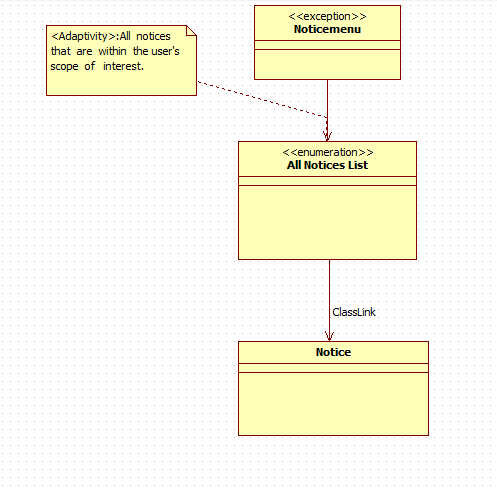 <<exception>>
Noticemenu
<Adaptivity>:All notices
that are within the user's
scope of interest.
<<enumeration>>
All Notices List
ClassLink
Notice